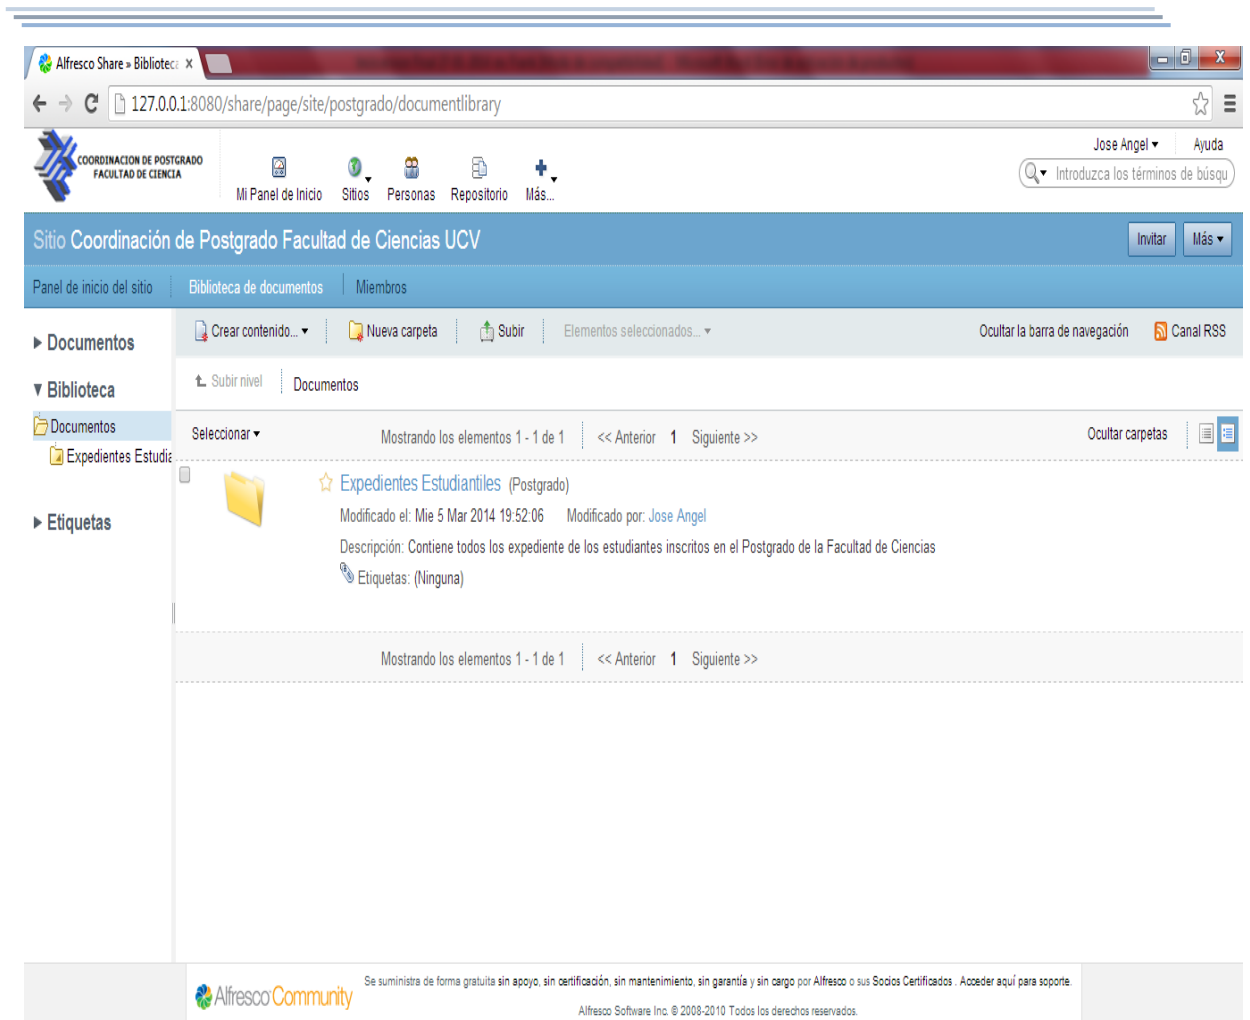 Alfresco Share » Bibliotec
127.0.0.1:8080/share/page/site/postgrado/documentlibrary
COORDINACION DE POSTGRADO
FACULTAD DE CIENCIA
Mi Panel de Inicio Sitios Personas Repositorio Más...
Jose Angel Ayuda
Introduzca los términos de búsqu
Sitio Coordinación de Postgrado Facultad de Ciencias UCV
Invitar Más
Panel de inicio del sitio Biblioteca de documentos Miembros
Documentos
Biblioteca
Documentos
Expedientes Estudia
Etiquetas
Crear contenido... Nueva carpeta Subir Elementos seleccionados... Ocultar la barra de navegación Canal RSS
Subir nivel Documentos
Seleccionar Mostrando los elementos 1 - 1 de 1 << Anterior 1 Siguiente >> Ocultar carpetas
Expedientes Estudiantiles (Postgrado)
Modificado el: Mie 5 Mar 2014 19:52:06 Modificado por: Jose Angel
Descripción: Contiene todos los expediente de los estudiantes inscritos en el Postgrado de la Facultad de Ciencias
Etiquetas: (Ninguna)
Mostrando los elementos 1 - 1 de 1 << Anterior 1 Siguiente >>
Alfresco Community
Se suministra de forma gratuita sin apoyo, sin certificación, sin mantenimiento, sin garantía y sin cargo por Alfresco o sus Socios Certificados . Acceder aquí para soporte.
Alfresco Software Inc. © 2008-2010 Todos los derechos reservados.